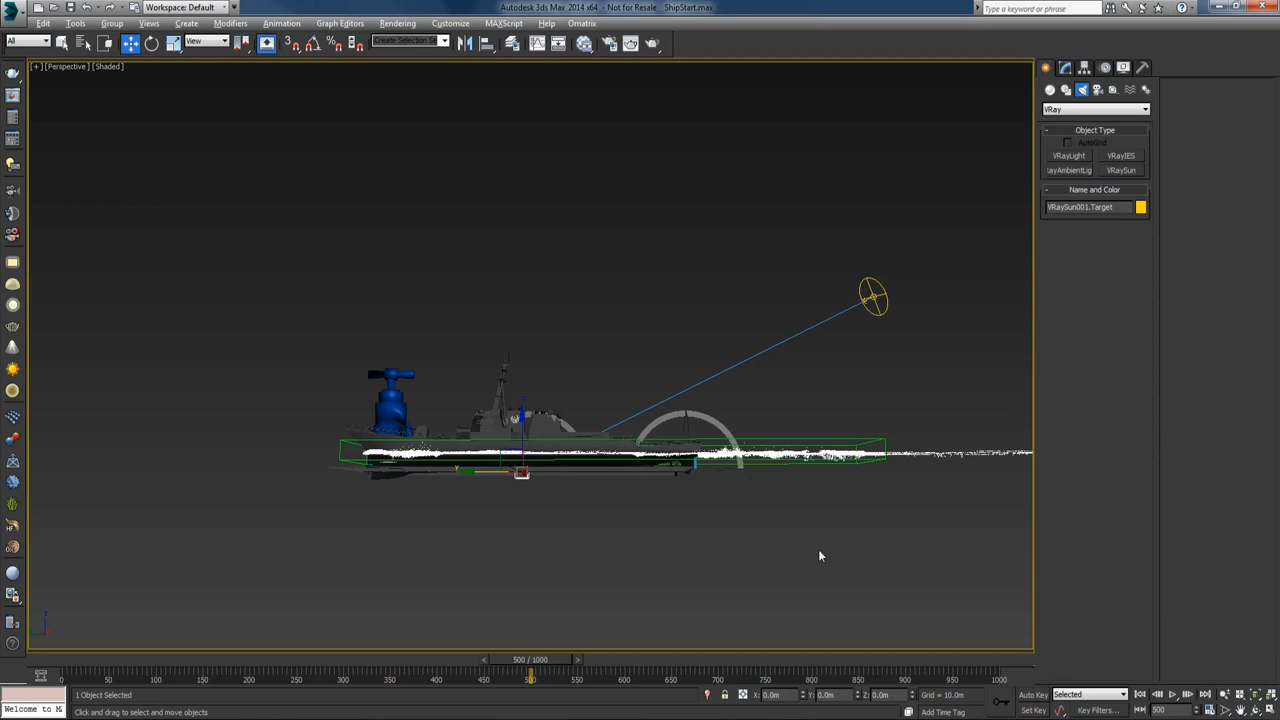 Workspace: Default
Autodesk 3ds Max 2014 x64 - Not for Resale ShipStart.max
Type a keyword or phrase
Edit Tools Group Views Create Modifiers Animation Graph Editors Rendering Customize MAXScript Help Ornatrix
All
View
Create Selection Se
[+] [Perspective] [Shaded]
VRay
- Object Type
AutoGrid
VRayLight VRayIES
.rayAmbientLig VRaySun
- Name and Color
VRaySun001.Target
500 / 1000
0 50 100 150 200 250 300 350 400 450 500 550 600 650 700 750 800 850 900 950 1000
1 Object Selected
X: 0.0m Y: 0.0m Z: 0.0m Grid = 10.0m
Auto Key Selected
Welcome to M
Click and drag to select and move objects
Add Time Tag
Set Key Key Filters... 500